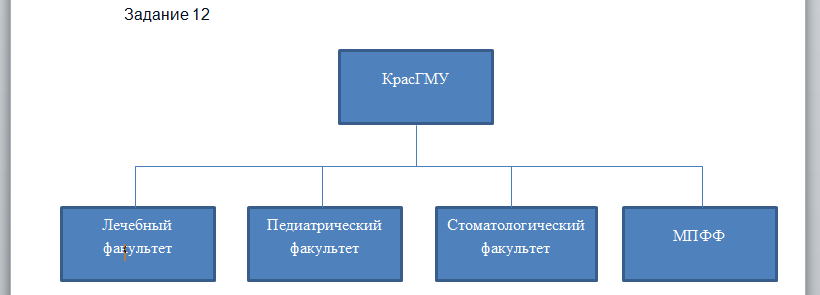 Задание 12
КрасГМУ
Лечебный
факультет
Педиатрический
факультет
Стоматологический
факультет
МПФФ